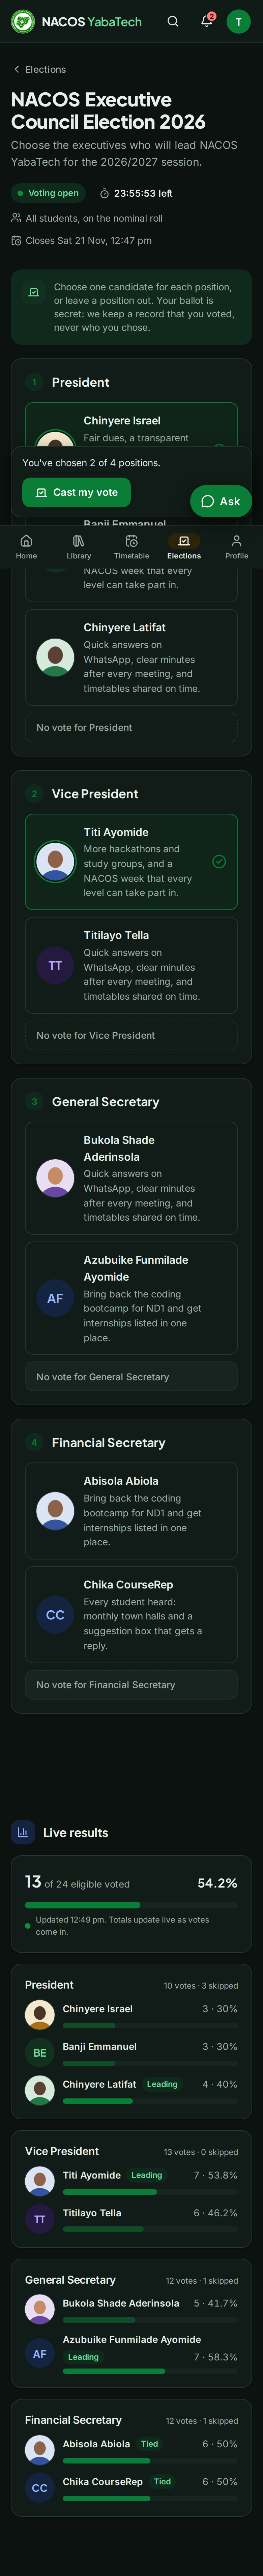 NACOS YabaTech
2
T
Elections
NACOS Executive
Council Election 2026
Choose the executives who will lead NACOS
YabaTech for the 2026/2027 session.
Voting open
23:55:53 left
All students, on the nominal roll
Closes Sat 21 Nov, 12:47 pm
Choose one candidate for each position,
or leave a position out. Your ballot is
secret: we keep a record that you voted,
never who you chose.
1
President
Chinyere Israel
Fair dues, a transparent
You've chosen 2 of 4 positions.
Cast my vote
Ask
Banji Emmanuel
Home
Library
Timetable
Elections
Profile
NACOS week that every
level can take part in.
Chinyere Latifat
Quick answers on
WhatsApp, clear minutes
after every meeting, and
timetables shared on time.
No vote for President
2
Vice President
Titi Ayomide
More hackathons and
study groups, and a
NACOS week that every
level can take part in.
TT
Titilayo Tella
Quick answers on
WhatsApp, clear minutes
after every meeting, and
timetables shared on time.
No vote for Vice President
3
General Secretary
Bukola Shade
Aderinsola
Quick answers on
WhatsApp, clear minutes
after every meeting, and
timetables shared on time.
AF
Azubuike Funmilade
Ayomide
Bring back the coding
bootcamp for ND1 and get
internships listed in one
place.
No vote for General Secretary
4
Financial Secretary
Abisola Abiola
Bring back the coding
bootcamp for ND1 and get
internships listed in one
place.
CC
Chika CourseRep
Every student heard:
monthly town halls and a
suggestion box that gets a
reply.
No vote for Financial Secretary
Live results
13 of 24 eligible voted
54.2%
Updated 12:49 pm. Totals update live as votes
come in.
President
10 votes · 3 skipped
Chinyere Israel
3 · 30%
BE
Banji Emmanuel
3 · 30%
Chinyere Latifat
Leading
4 · 40%
Vice President
13 votes · 0 skipped
Titi Ayomide
Leading
7 · 53.8%
TT
Titilayo Tella
6 · 46.2%
General Secretary
12 votes · 1 skipped
Bukola Shade Aderinsola
5 · 41.7%
AF
Azubuike Funmilade Ayomide
Leading
7 · 58.3%
Financial Secretary
12 votes · 1 skipped
Abisola Abiola
Tied
6 · 50%
CC
Chika CourseRep
Tied
6 · 50%